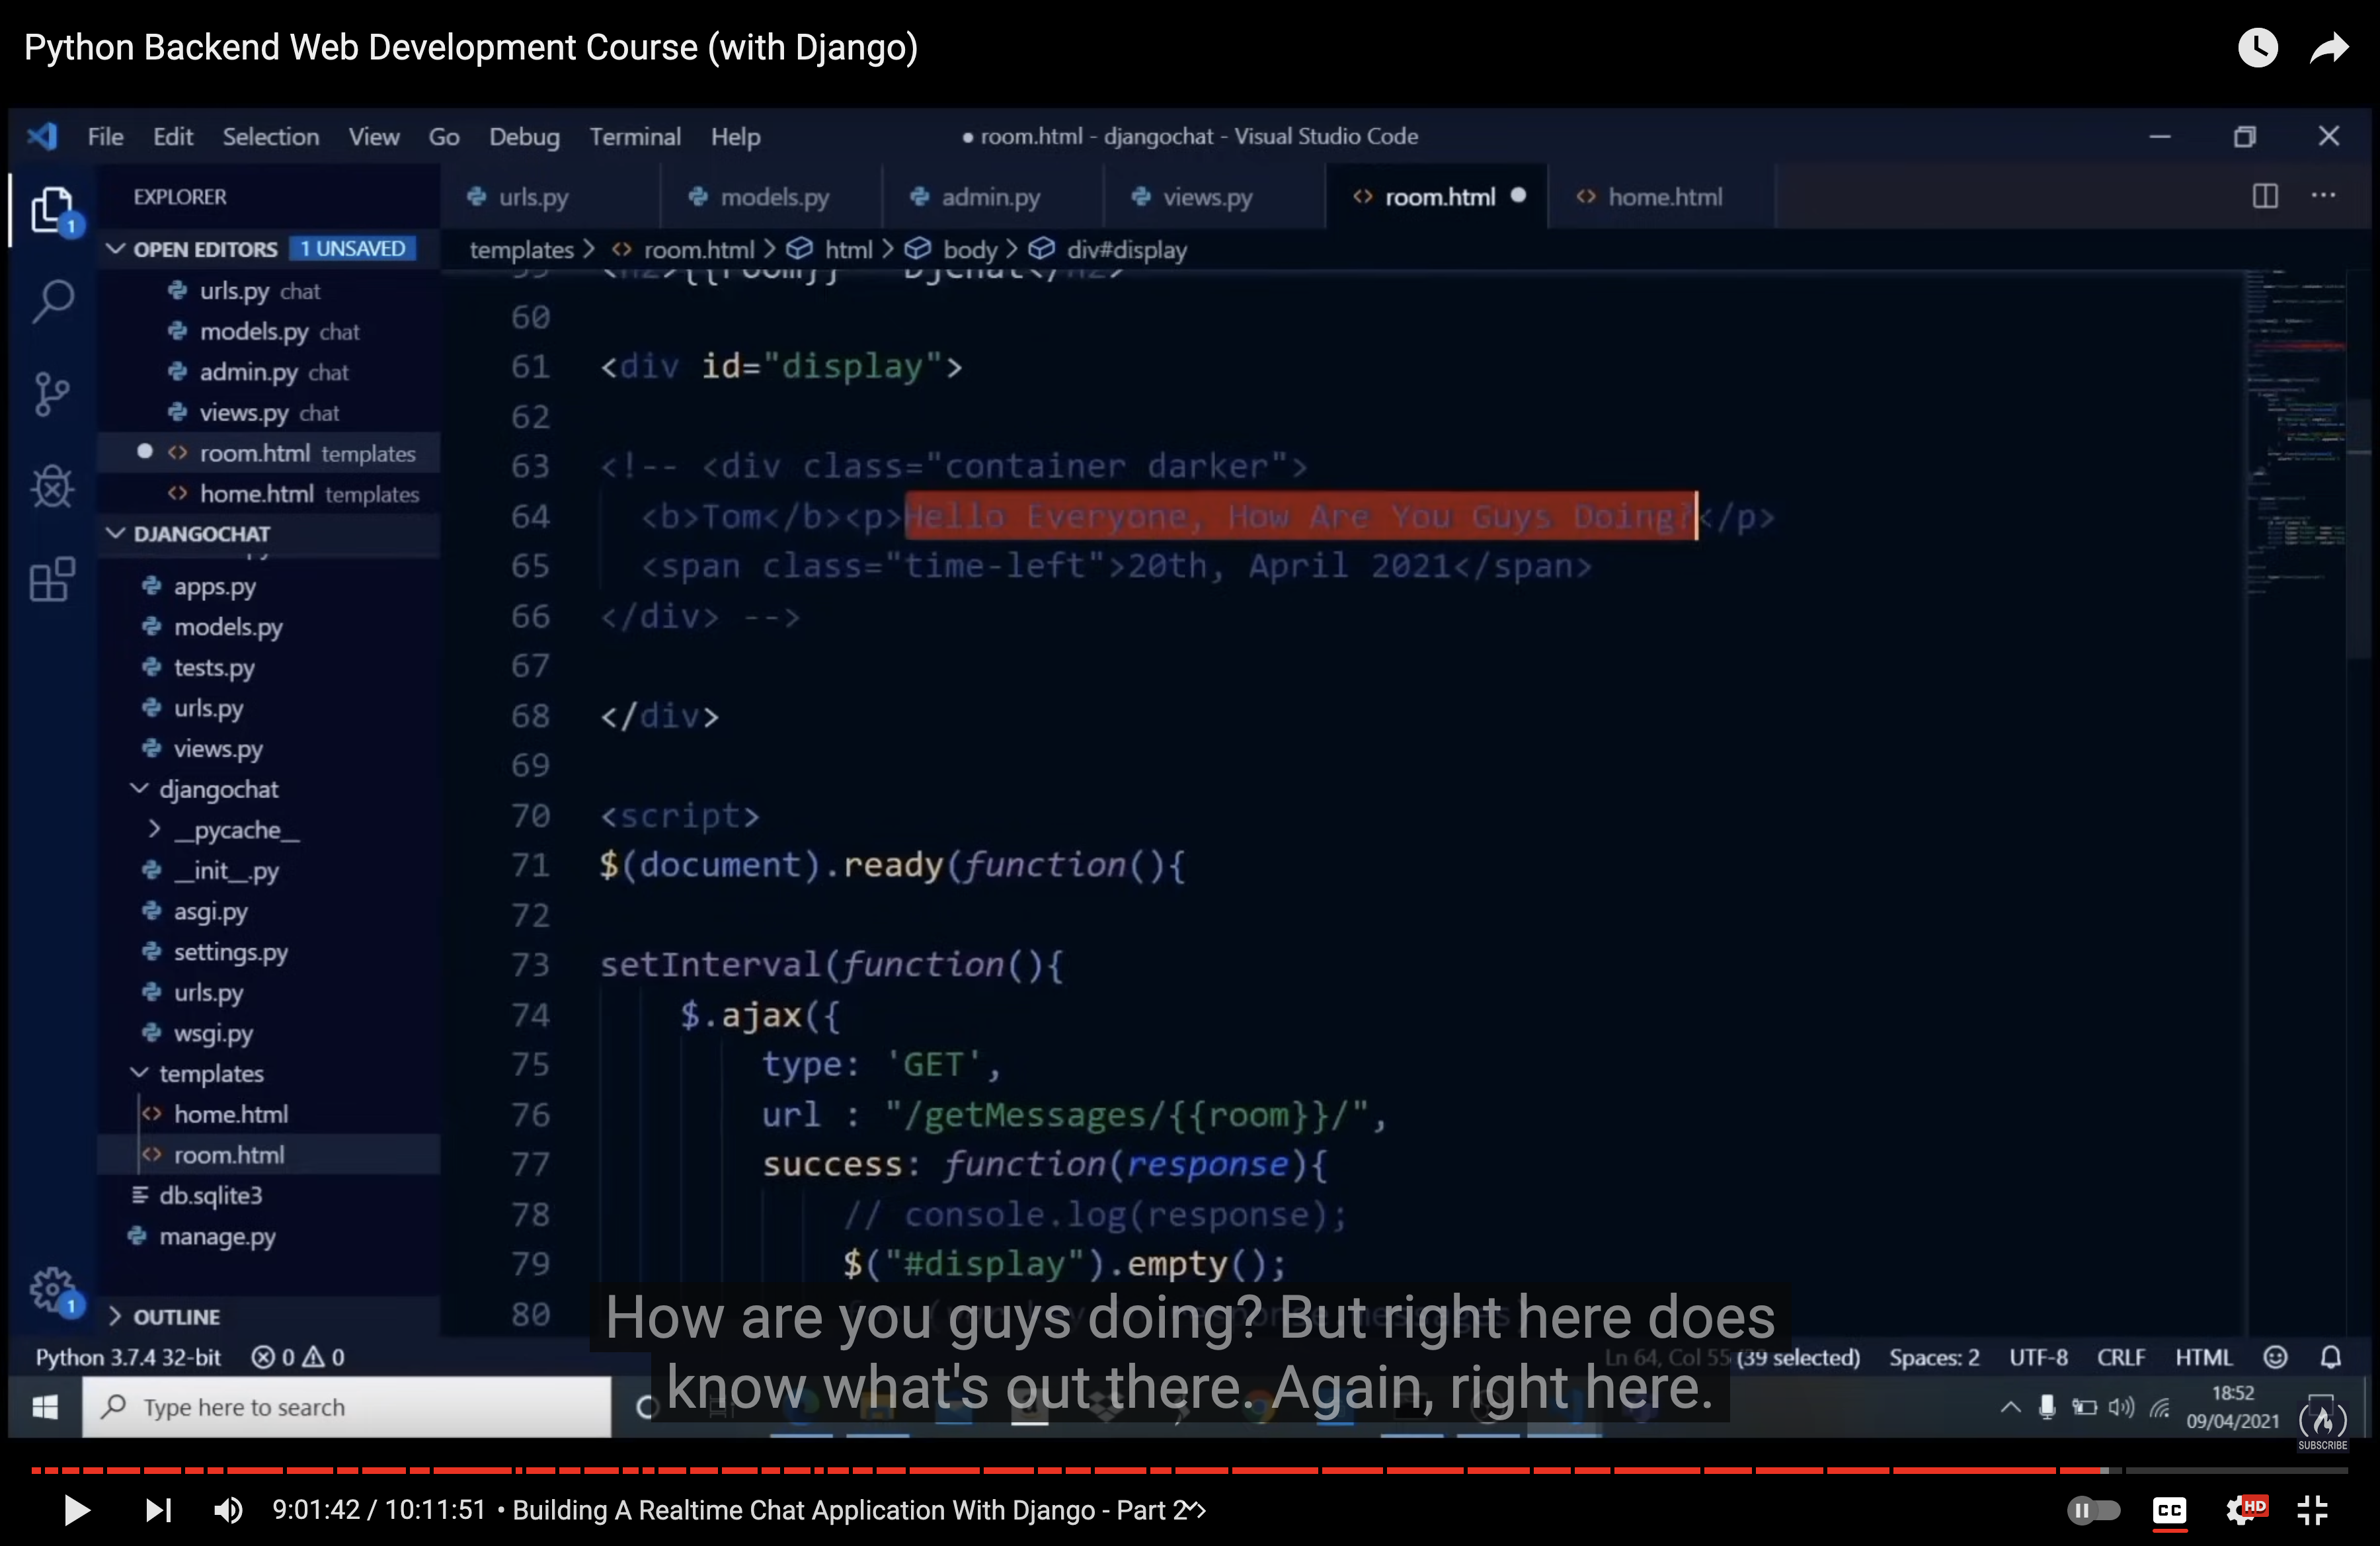 Python Backend Web Development Course (with Django)
File Edit Selection View Go Debug Terminal Help
● room.html - djangochat - Visual Studio Code
EXPLORER
OPEN EDITORS 1 UNSAVED
urls.py chat
models.py chat
admin.py chat
views.py chat
room.html templates
home.html templates
DJANGOCHAT
apps.py
models.py
tests.py
urls.py
views.py
djangochat
__pycache__
__init__.py
asgi.py
settings.py
urls.py
wsgi.py
templates
home.html
room.html
db.sqlite3
manage.py
OUTLINE
urls.py models.py admin.py views.py room.html home.html
templates > room.html > html > body > div#display
60
61 <div id="display">
62
63 <!-- <div class="container darker">
64 <b>Tom</b><p>Hello Everyone, How Are You Guys Doing?</p>
65 <span class="time-left">20th, April 2021</span>
66 </div> -->
67
68 </div>
69
70 <script>
71 $(document).ready(function(){
72
73 setInterval(function(){
74 $.ajax({
75 type: 'GET',
76 url : "/getMessages/{{room}}/",
77 success: function(response){
78 // console.log(response);
79 $("#display").empty();
80
How are you guys doing? But right here does
know what's out there. Again, right here.
Python 3.7.4 32-bit 0 0
Ln 64, Col 55 (39 selected) Spaces: 2 UTF-8 CRLF HTML
Type here to search
18:52
09/04/2021
SUBSCRIBE
9:01:42 / 10:11:51 • Building A Realtime Chat Application With Django - Part 2
CC
HD